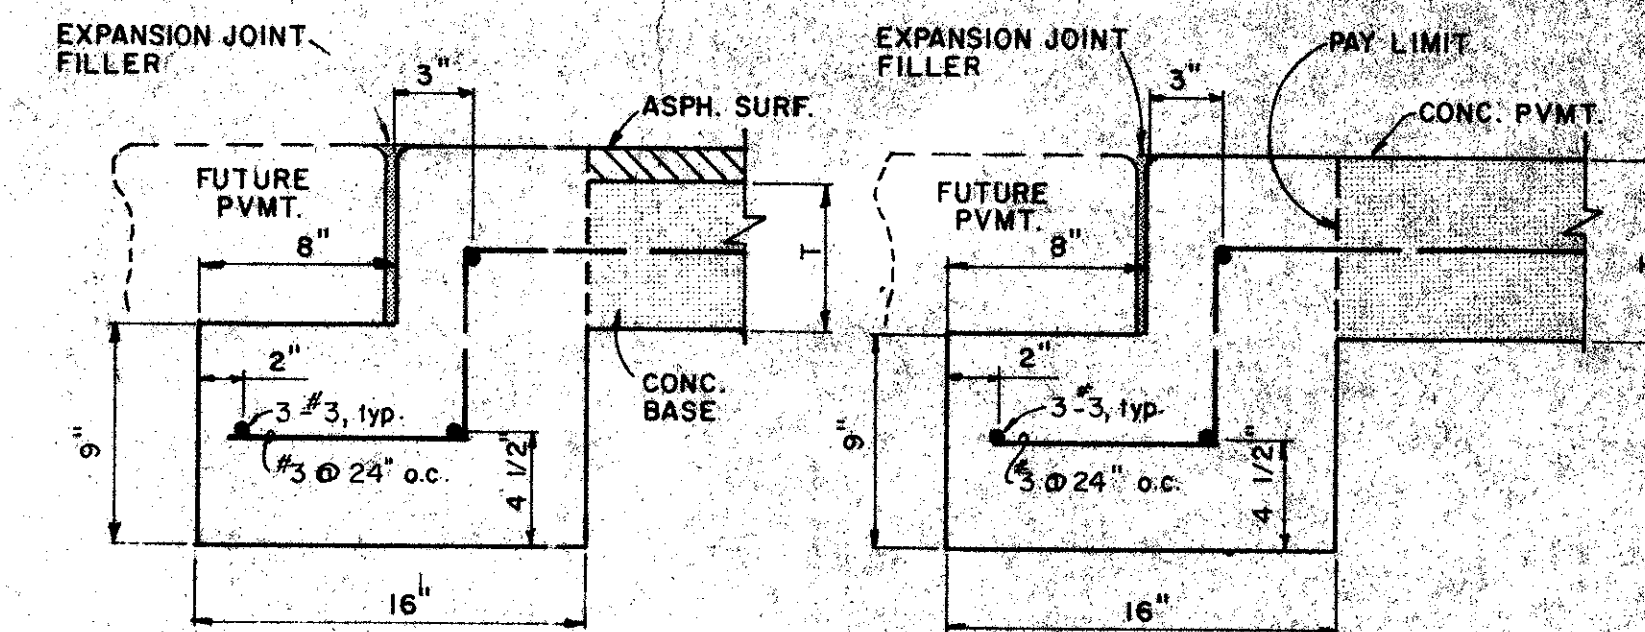 EXPANSION JOINT
FILLER
3"
ASPH. SURF.
FUTURE
PVMT.
8"
T
2"
3-#3, typ.
CONC.
BASE
9"
#3 @ 24" o.c.
4 1/2"
16"
EXPANSION JOINT
FILLER
3"
PAY LIMIT
CONC. PVMT.
FUTURE
PVMT.
8"
2"
3-#3, typ.
9"
#3 @ 24" o.c.
4 1/2"
16"